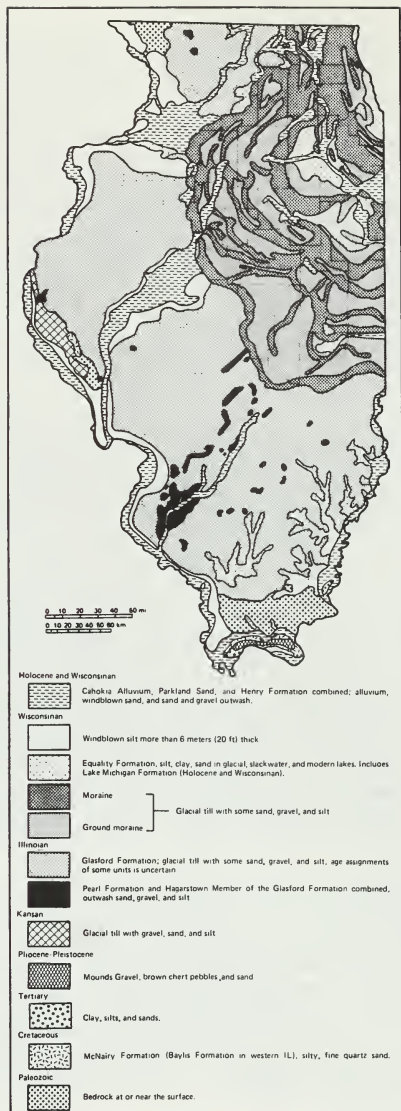 0 10 20 30 40 50 mi
0 10 20 30 40 50 60 80 km
Holocene and Wisconsinan
Cahokia Alluvium, Parkland Sand, and Henry Formation combined; alluvium,
windblown sand, and sand and gravel outwash.
Wisconsinan
Windblown silt more than 6 meters (20 ft) thick
Equality Formation, silt, clay, sand in glacial, slackwater, and modern lakes. Includes
Lake Michigan Formation (Holocene and Wisconsinan).
Moraine
Glacial till with some sand, gravel, and silt
Ground moraine
Illinoian
Glasford Formation; glacial till with some sand, gravel, and silt, age assignments
of some units is uncertain
Pearl Formation and Hagarstown Member of the Glasford Formation combined,
outwash sand, gravel, and silt
Kansan
Glacial till with gravel, sand, and silt
Pliocene-Pleistocene
Mounds Gravel, brown chert pebbles, and sand
Tertiary
Clay, silts, and sands.
Cretaceous
McNairy Formation (Baylis Formation in western IL), silty, fine quartz sand.
Paleozoic
Bedrock at or near the surface.